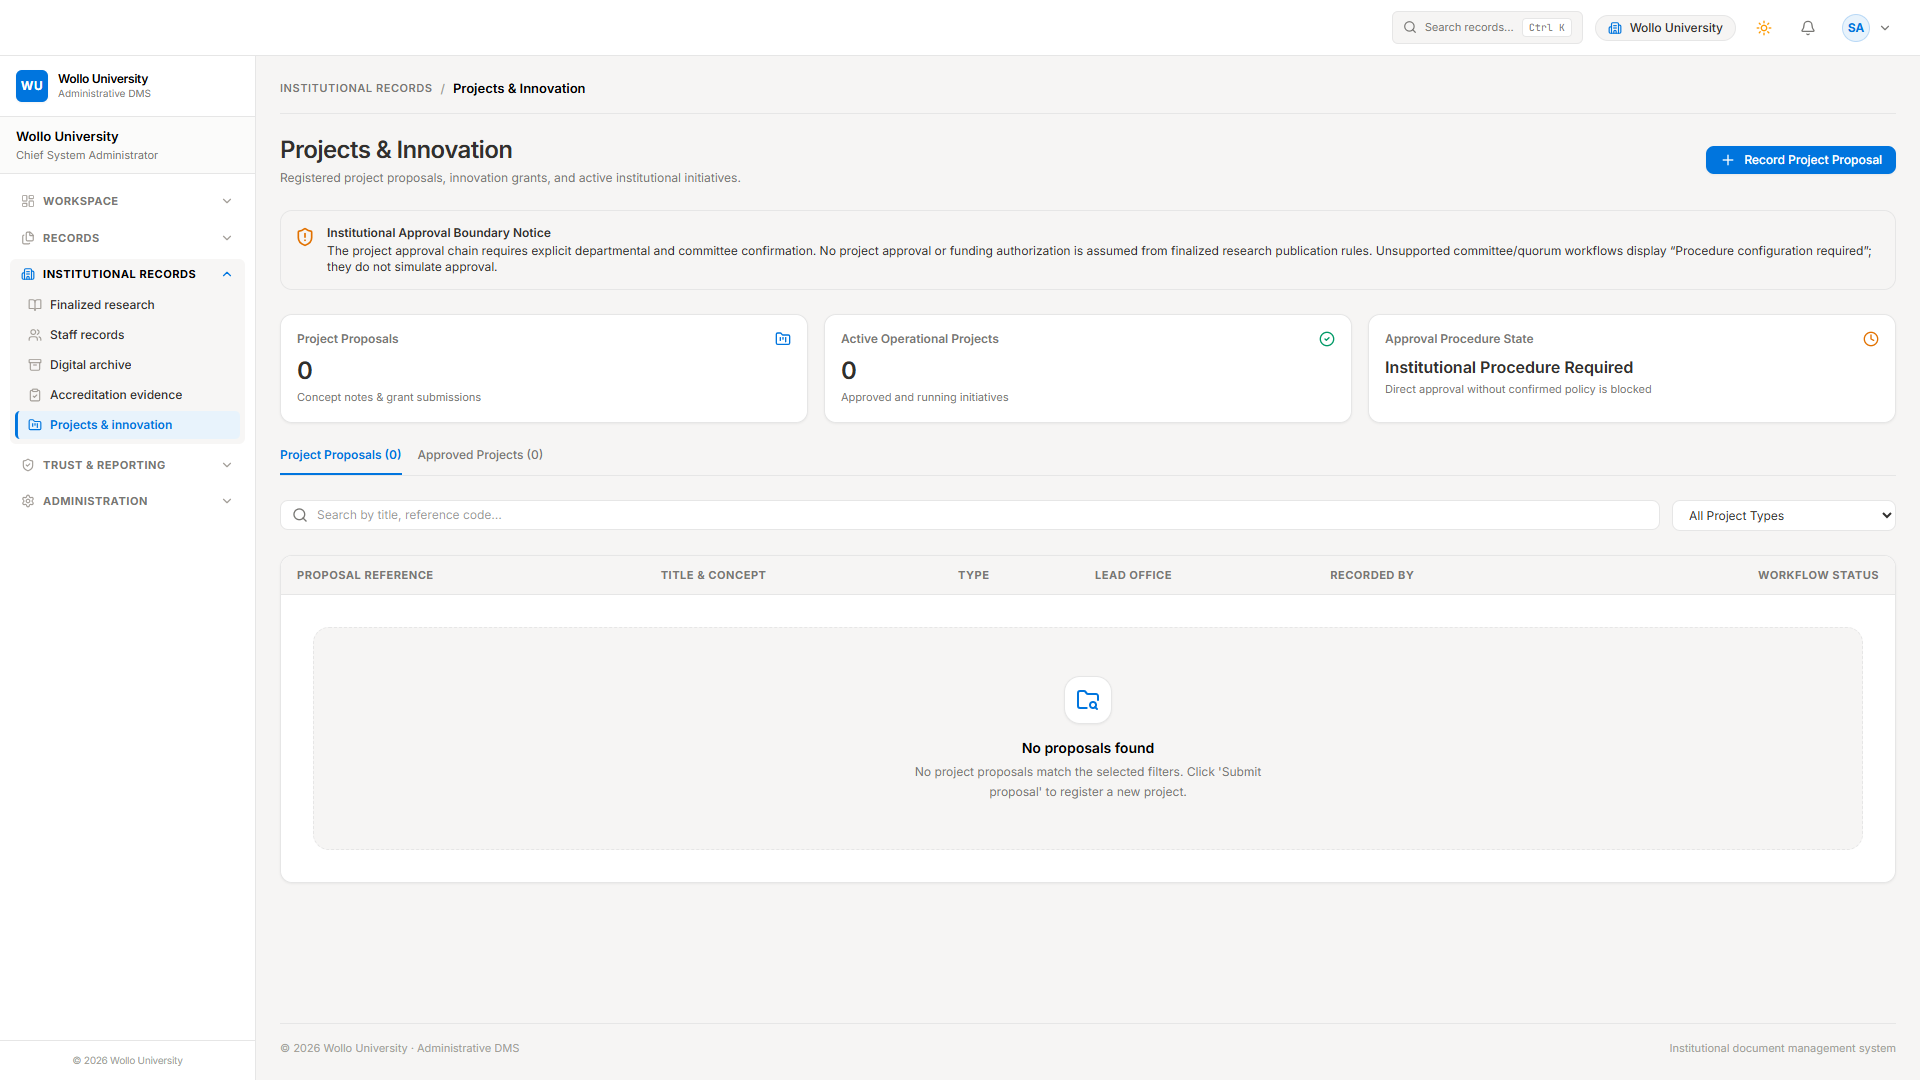 Search records... Ctrl K
Wollo University
SA
WU
Wollo University
Administrative DMS
Wollo University
Chief System Administrator
WORKSPACE
RECORDS
INSTITUTIONAL RECORDS
Finalized research
Staff records
Digital archive
Accreditation evidence
Projects & innovation
TRUST & REPORTING
ADMINISTRATION
© 2026 Wollo University
INSTITUTIONAL RECORDS / Projects & Innovation
Projects & Innovation
Registered project proposals, innovation grants, and active institutional initiatives.
Record Project Proposal
Institutional Approval Boundary Notice
The project approval chain requires explicit departmental and committee confirmation. No project approval or funding authorization is assumed from finalized research publication rules. Unsupported committee/quorum workflows display “Procedure configuration required”;
they do not simulate approval.
Project Proposals
0
Concept notes & grant submissions
Active Operational Projects
0
Approved and running initiatives
Approval Procedure State
Institutional Procedure Required
Direct approval without confirmed policy is blocked
Project Proposals (0) Approved Projects (0)
Search by title, reference code...
All Project Types
PROPOSAL REFERENCE TITLE & CONCEPT TYPE LEAD OFFICE RECORDED BY WORKFLOW STATUS
No proposals found
No project proposals match the selected filters. Click 'Submit
proposal' to register a new project.
© 2026 Wollo University · Administrative DMS
Institutional document management system